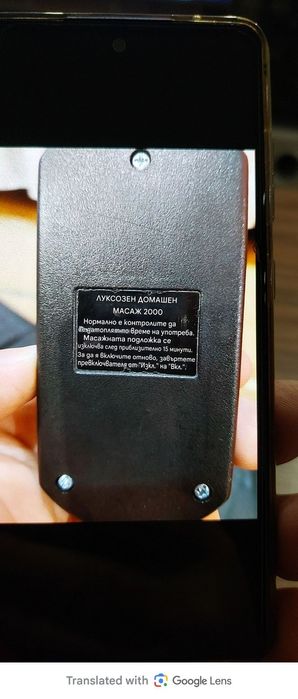 ЛУКСОЗЕН ДОМАШЕН
МАСАЖ 2000
Нормално е контролите да
време на употреба.
Масажната подложка се
изключва след приблизително 15 минути.
За да я включите отново, завъртете
превключвателя от "Изкл." на "Вкл.".
Translated with Google Lens